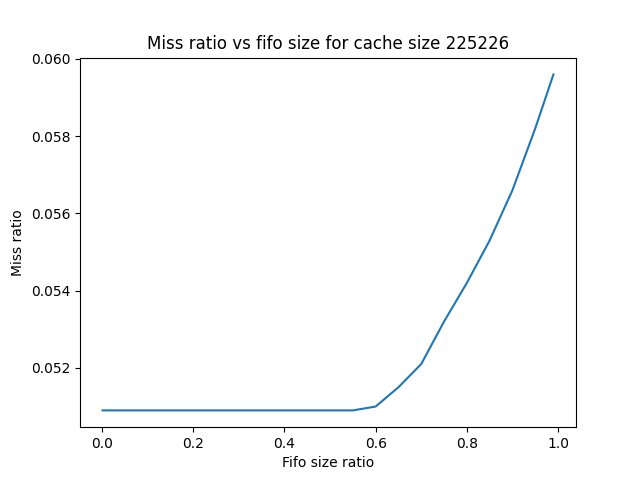 Miss ratio vs fifo size for cache size 225226
0.060
0.058
0.056
0.054
0.052
Miss ratio
0.0 0.2 0.4 0.6 0.8 1.0
Fifo size ratio